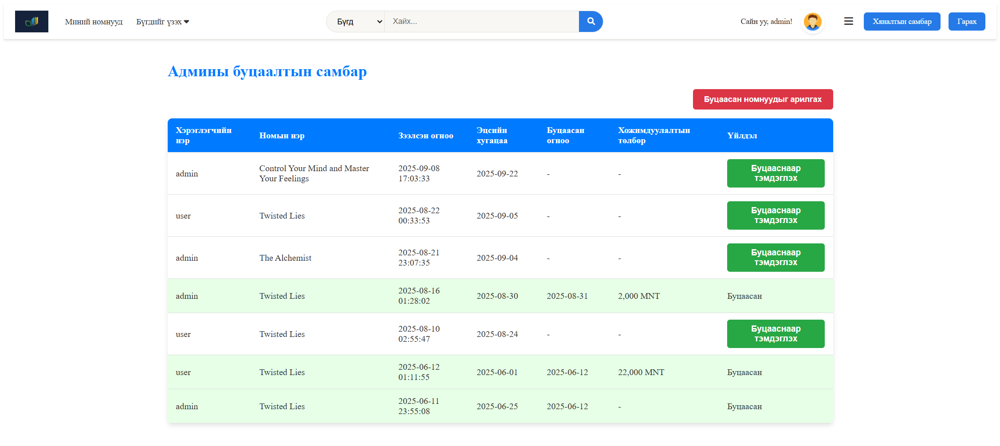 Миний номнууд Бүгдийг үзэх Бүгд Хайх... Сайн уу, admin! Хяналтын самбар Гарах
Админы буцаалтын самбар
Буцаасан номнуудыг арилгах
Хэрэглэгчийн нэр Номын нэр Зээлсэн огноо Эцсийн хугацаа Буцаасан огноо Хожимдуулалтын төлбөр Үйлдэл
admin Control Your Mind and Master Your Feelings 2025-09-08 17:03:33 2025-09-22 - - Буцааснаар тэмдэглэх
user Twisted Lies 2025-08-22 00:33:53 2025-09-05 - - Буцааснаар тэмдэглэх
admin The Alchemist 2025-08-21 23:07:35 2025-09-04 - - Буцааснаар тэмдэглэх
admin Twisted Lies 2025-08-16 01:28:02 2025-08-30 2025-08-31 2,000 MNT Буцаасан
user Twisted Lies 2025-08-10 02:55:47 2025-08-24 - - Буцааснаар тэмдэглэх
user Twisted Lies 2025-06-12 01:11:55 2025-06-01 2025-06-12 22,000 MNT Буцаасан
admin Twisted Lies 2025-06-11 23:55:08 2025-06-25 2025-06-12 - Буцаасан